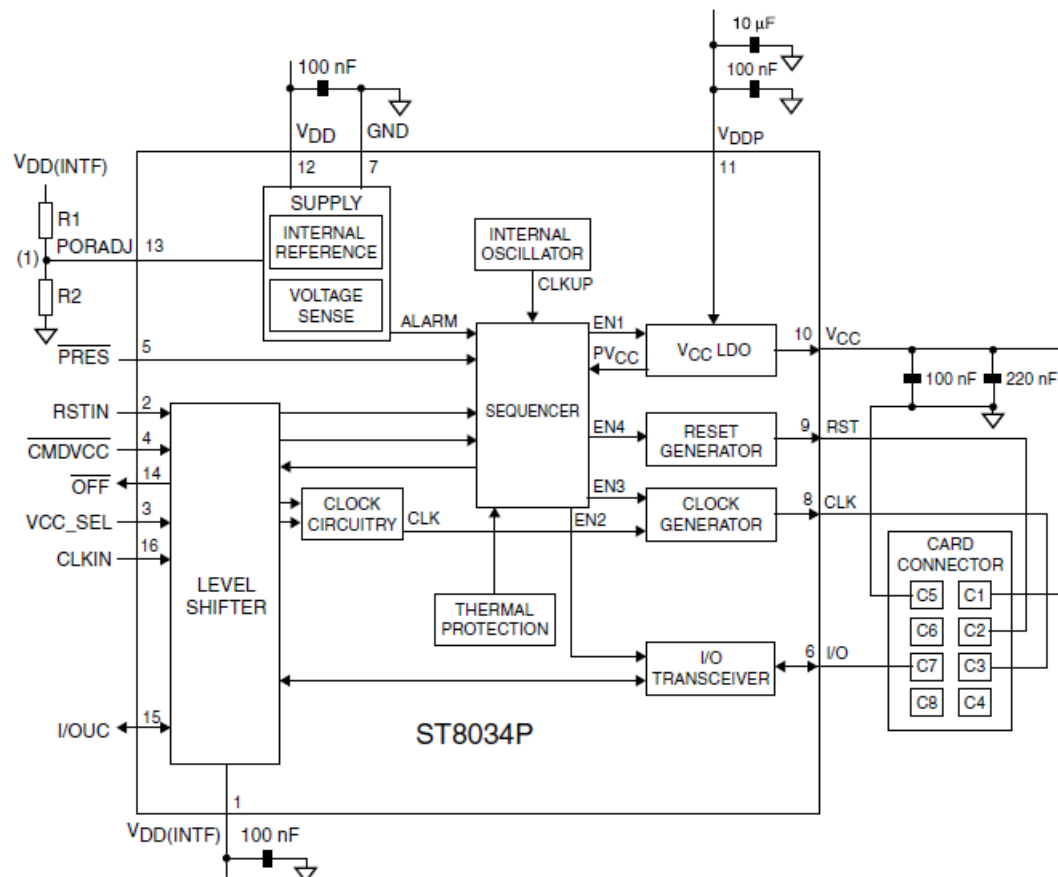 10 µF
100 nF
100 nF
VDD
GND
VDDP
12
7
11
VDD(INTF)
R1
(1)
R2
PORADJ
13
SUPPLY
INTERNAL
REFERENCE
VOLTAGE
SENSE
INTERNAL
OSCILLATOR
CLKUP
ALARM
EN1
VCC LDO
10
VCC
PVCC
PRES
5
100 nF
220 nF
SEQUENCER
RSTIN
2
CMDVCC
4
OFF
14
VCC_SEL
3
CLKIN
16
EN4
RESET
GENERATOR
9
RST
EN3
CLOCK
CIRCUITRY
CLK
EN2
CLOCK
GENERATOR
8
CLK
LEVEL
SHIFTER
THERMAL
PROTECTION
CARD
CONNECTOR
C5
C1
C6
C2
C7
C3
C8
C4
I/O
TRANSCEIVER
6
I/O
I/OUC
15
ST8034P
1
VDD(INTF)
100 nF